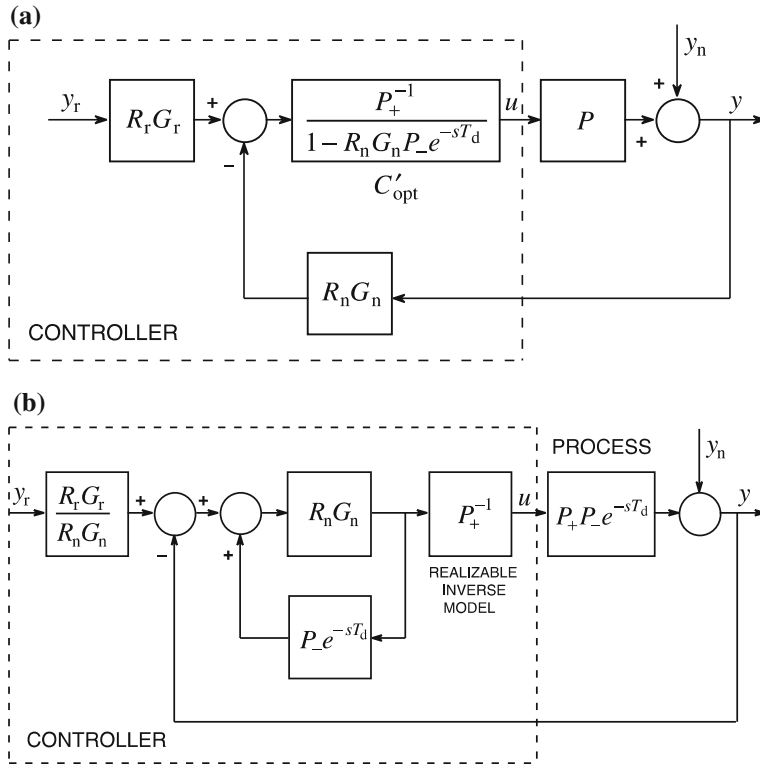 (a)
y_r
R_r G_r
+
−
P_+^{-1}
1 − R_n G_n P_− e^{-sT_d}
C'_opt
u
P
+
+
y_n
y
R_n G_n
CONTROLLER
(b)
y_r
R_r G_r
R_n G_n
+
−
+
+
R_n G_n
P_+^{-1}
REALIZABLE
INVERSE
MODEL
P_− e^{-sT_d}
u
PROCESS
P_+ P_− e^{-sT_d}
y_n
y
CONTROLLER